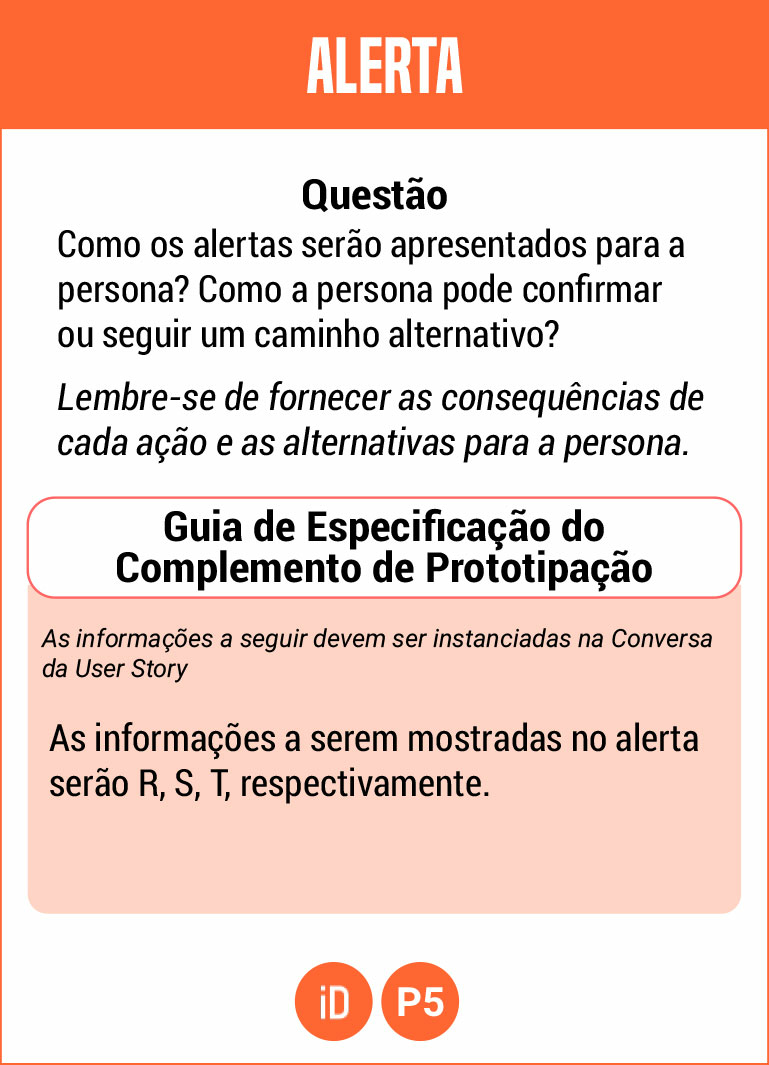 ALERTA
Questão
Como os alertas serão apresentados para a
persona? Como a persona pode confirmar
ou seguir um caminho alternativo?
Lembre-se de fornecer as consequências de
cada ação e as alternativas para a persona.
Guia de Especificação do
Complemento de Prototipação
As informações a seguir devem ser instanciadas na Conversa
da User Story
As informações a serem mostradas no alerta
serão R, S, T, respectivamente.
iD P5